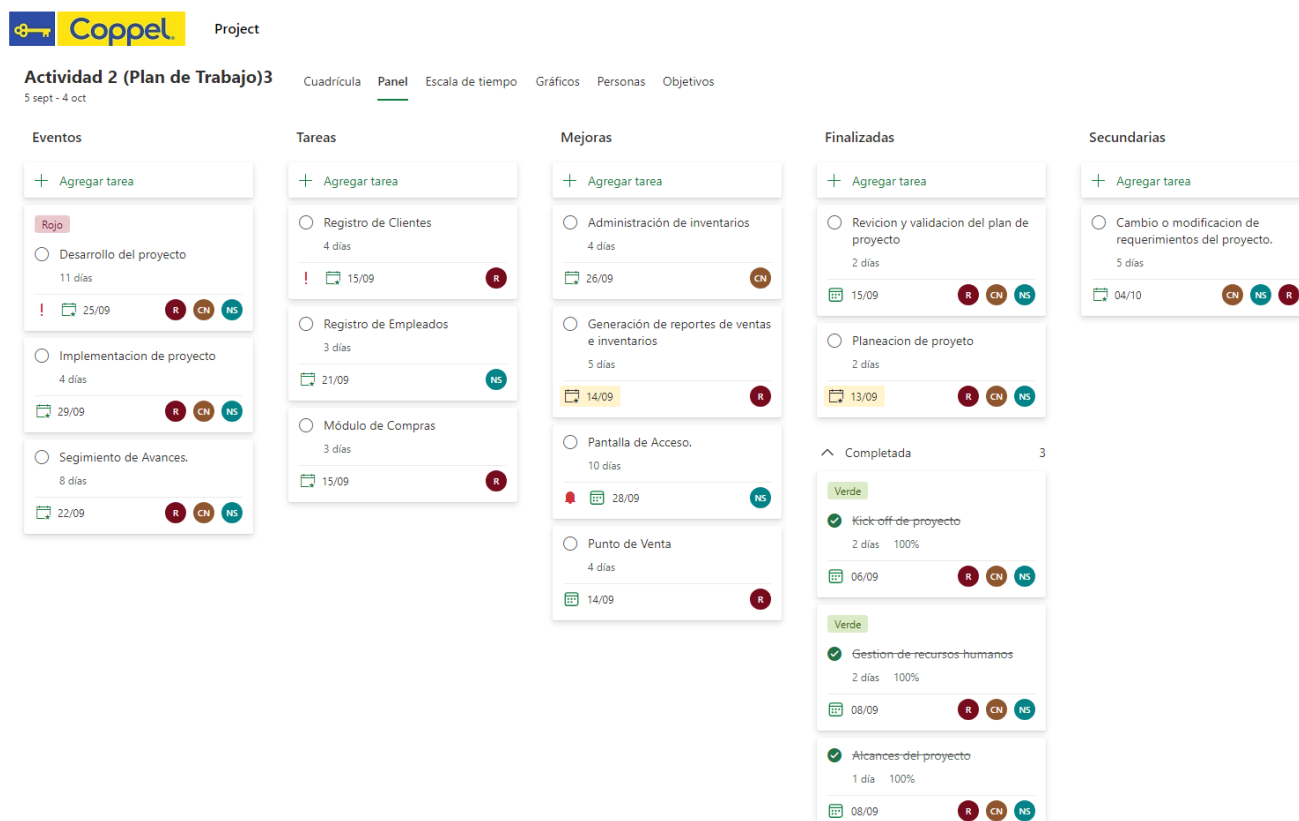 Coppel.
Project
Actividad 2 (Plan de Trabajo)3
5 sept - 4 oct
Cuadrícula
Panel
Escala de tiempo
Gráficos
Personas
Objetivos
Eventos
Agregar tarea
Rojo
Desarrollo del proyecto
11 días
! 25/09
R CN NS
Implementacion de proyecto
4 días
29/09
R CN NS
Segimiento de Avances.
8 días
22/09
R CN NS
Tareas
Agregar tarea
Registro de Clientes
4 días
! 15/09
R
Registro de Empleados
3 días
21/09
NS
Módulo de Compras
3 días
15/09
R
Mejoras
Agregar tarea
Administración de inventarios
4 días
26/09
CN
Generación de reportes de ventas
e inventarios
5 días
14/09
R
Pantalla de Acceso.
10 días
28/09
NS
Punto de Venta
4 días
14/09
R
Finalizadas
Agregar tarea
Revicion y validacion del plan de
proyecto
2 días
15/09
R CN NS
Planeacion de proyeto
2 días
13/09
R CN NS
Completada 3
Verde
Kick off de proyecto
2 días 100%
06/09
R CN NS
Verde
Gestion de recursos humanos
2 días 100%
08/09
R CN NS
Alcances del proyecto
1 día 100%
08/09
R CN NS
Secundarias
Agregar tarea
Cambio o modificacion de
requerimientos del proyecto.
5 días
04/10
CN NS R